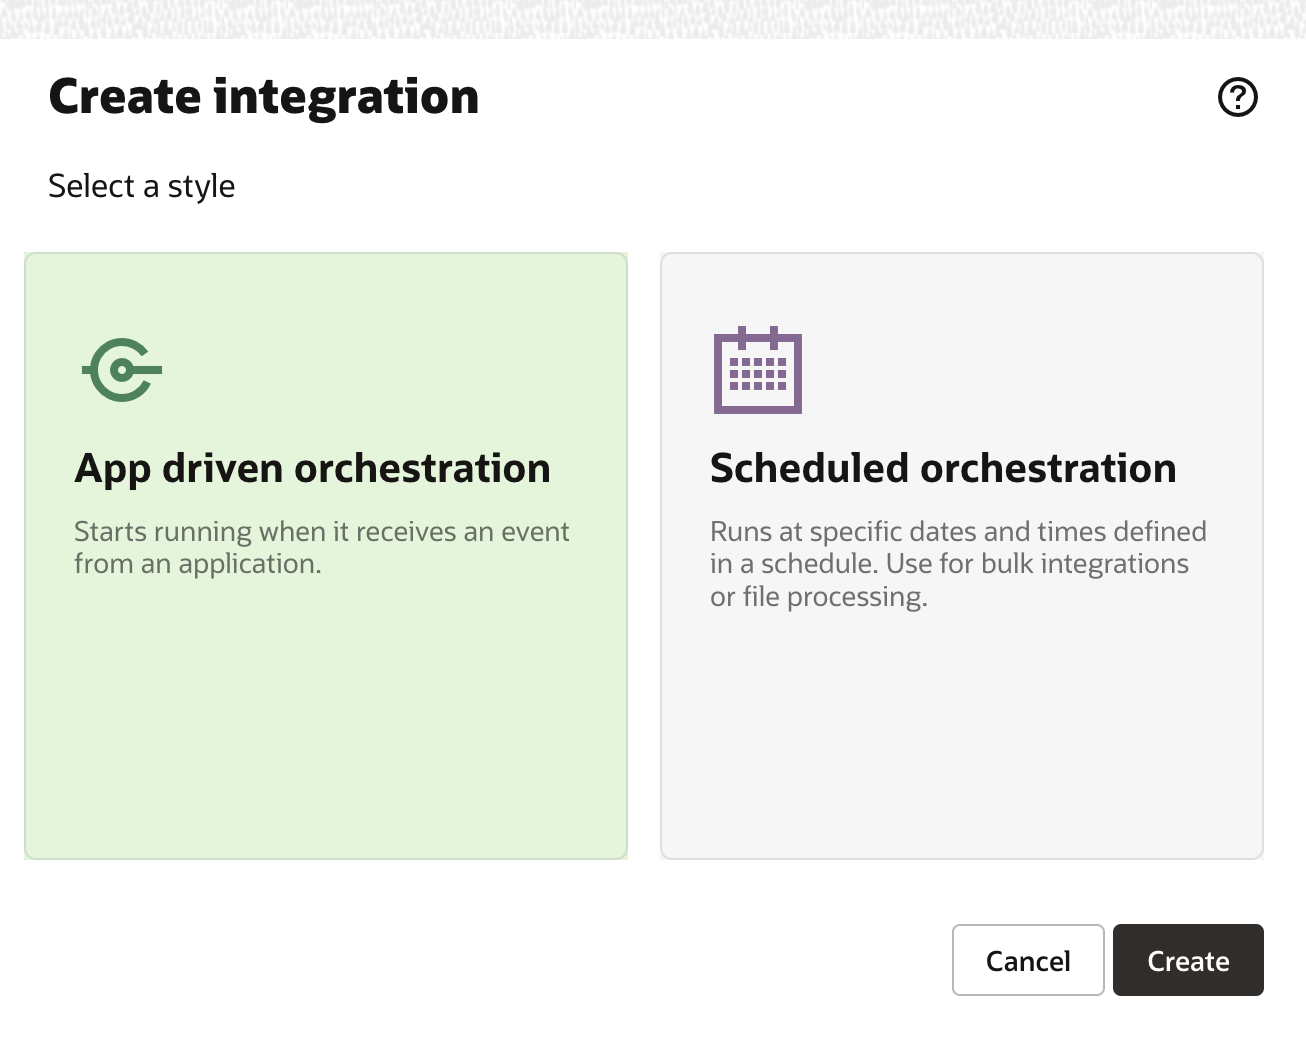 Create integration
Select a style
App driven orchestration
Starts running when it receives an event
from an application.
Scheduled orchestration
Runs at specific dates and times defined
in a schedule. Use for bulk integrations
or file processing.
Cancel
Create